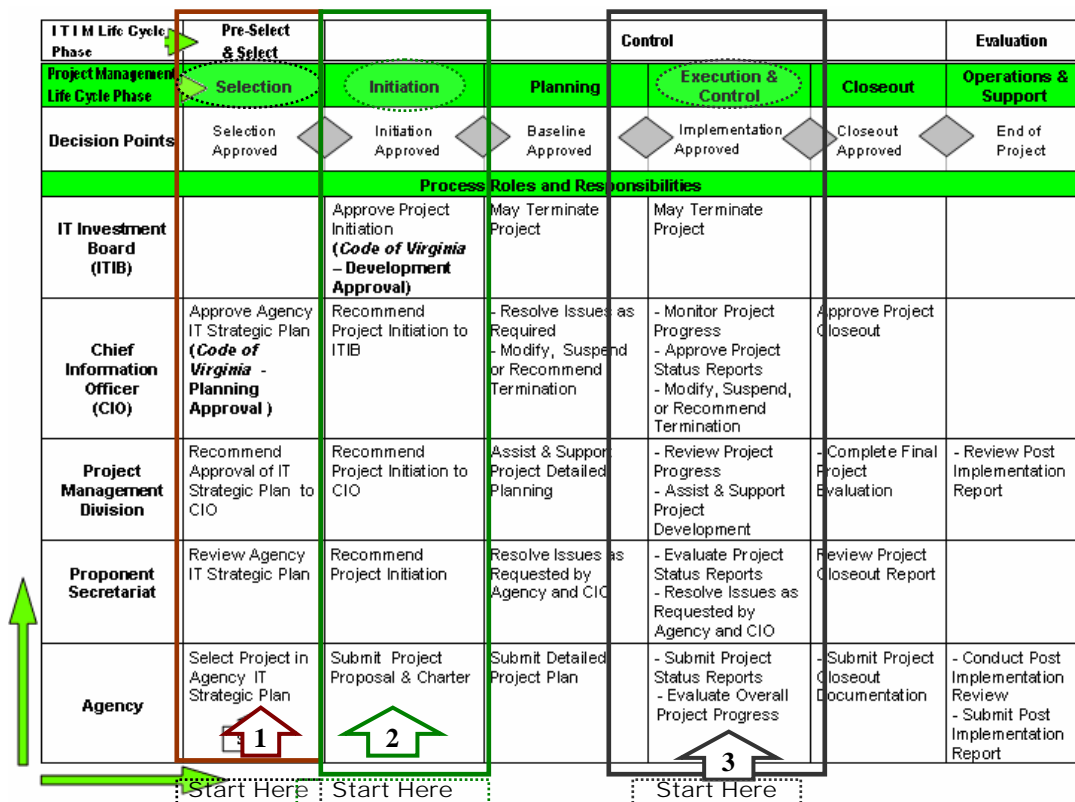 I T I M Life Cycle
Phase
Pre-Select
& Select
Control
Evaluation
Project Management
Life Cycle Phase
Selection
Initiation
Planning
Execution &
Control
Closeout
Operations &
Support
Decision Points
Selection
Approved
Initiation
Approved
Baseline
Approved
Implementation
Approved
Closeout
Approved
End of
Project
Process Roles and Responsibilities
IT Investment
Board
(ITIB)
Approve Project
Initiation
(Code of Virginia
– Development
Approval)
May Terminate
Project
May Terminate
Project
Chief
Information
Officer
(CIO)
Approve Agency
IT Strategic Plan
(Code of
Virginia -
Planning
Approval )
Recommend
Project Initiation to
ITIB
- Resolve Issues as
Required
- Modify, Suspend
or Recommend
Termination
- Monitor Project
Progress
- Approve Project
Status Reports
- Modify, Suspend,
or Recommend
Termination
Approve Project
Closeout
Project
Management
Division
Recommend
Approval of IT
Strategic Plan to
CIO
Recommend
Project Initiation to
CIO
Assist & Support
Project Detailed
Planning
- Review Project
Progress
- Assist & Support
Project
Development
- Complete Final
Project
Evaluation
- Review Post
Implementation
Report
Proponent
Secretariat
Review Agency
IT Strategic Plan
Recommend
Project Initiation
Resolve Issues as
Requested by
Agency and CIO
- Evaluate Project
Status Reports
- Resolve Issues as
Requested by
Agency and CIO
Review Project
Closeout Report
Agency
Select Project in
Agency IT
Strategic Plan
Submit Project
Proposal & Charter
Submit Detailed
Project Plan
- Submit Project
Status Reports
- Evaluate Overall
Project Progress
- Submit Project
Closeout
Documentation
- Conduct Post
Implementation
Review
- Submit Post
Implementation
Report
1
2
3
Start Here
Start Here
Start Here